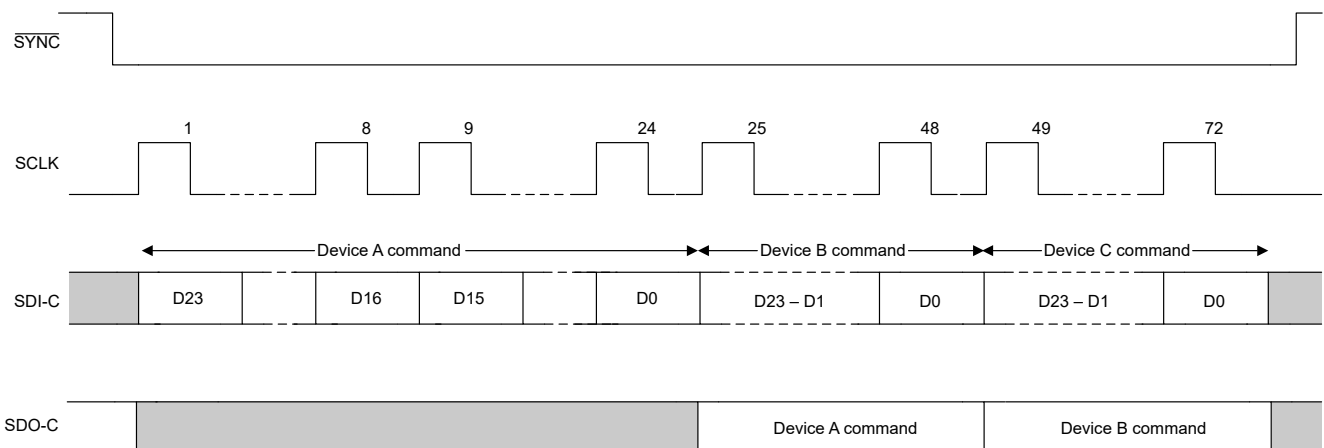 SYNC
1 8 9 24 25 48 49 72
SCLK
Device A command Device B command Device C command
SDI-C D23 D16 D15 D0 D23 – D1 D0 D23 – D1 D0
SDO-C Device A command Device B command